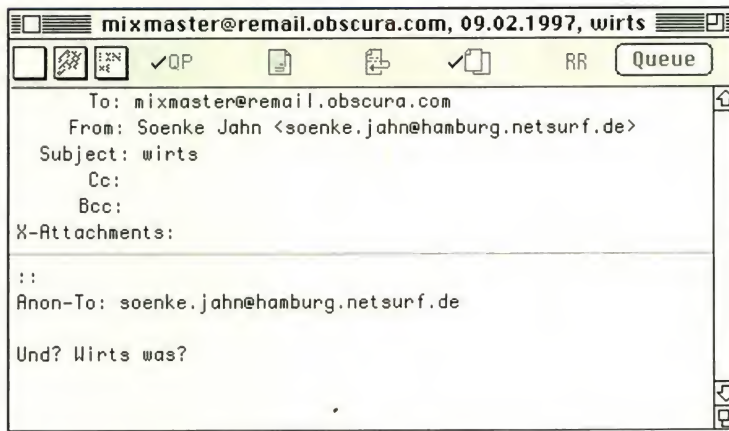 mixmaster@remail.obscura.com, 09.02.1997, wirts
QP RR Queue
To: mixmaster@remail.obscura.com
From: Soenke Jahn <soenke.jahn@hamburg.netsurf.de>
Subject: wirts
Cc:
Bcc:
X-Attachments:
::
Anon-To: soenke.jahn@hamburg.netsurf.de
Und? Wirts was?